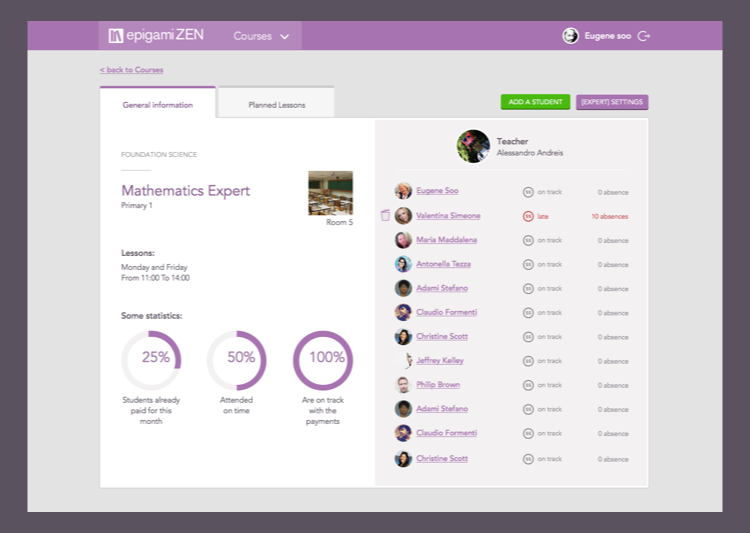 epigami ZEN
Courses
Eugene soo
< back to Courses
General information
Planned Lessons
ADD A STUDENT
[EXPERT] SETTINGS
FOUNDATION SCIENCE
Mathematics Expert
Primary 1
Room 5
Lessons:
Monday and Friday
From 11:00 To 14:00
Some statistics:
25%
Students already
paid for this
month
50%
Attended
on time
100%
Are on track
with the
payments
Teacher
Alessandro Andreis
Eugene Soo $$ on track 0 absence
Valentina Simeone $$ late 10 absences
Maria Maddalena $$ on track 0 absence
Antonella Tezza $$ on track 0 absence
Adami Stefano $$ on track 0 absence
Claudio Formenti $$ on track 0 absence
Christine Scott $$ on track 0 absence
Jeffrey Kelley $$ on track 0 absence
Philip Brown $$ on track 0 absence
Adami Stefano $$ on track 0 absence
Claudio Formenti $$ on track 0 absence
Christine Scott $$ on track 0 absence